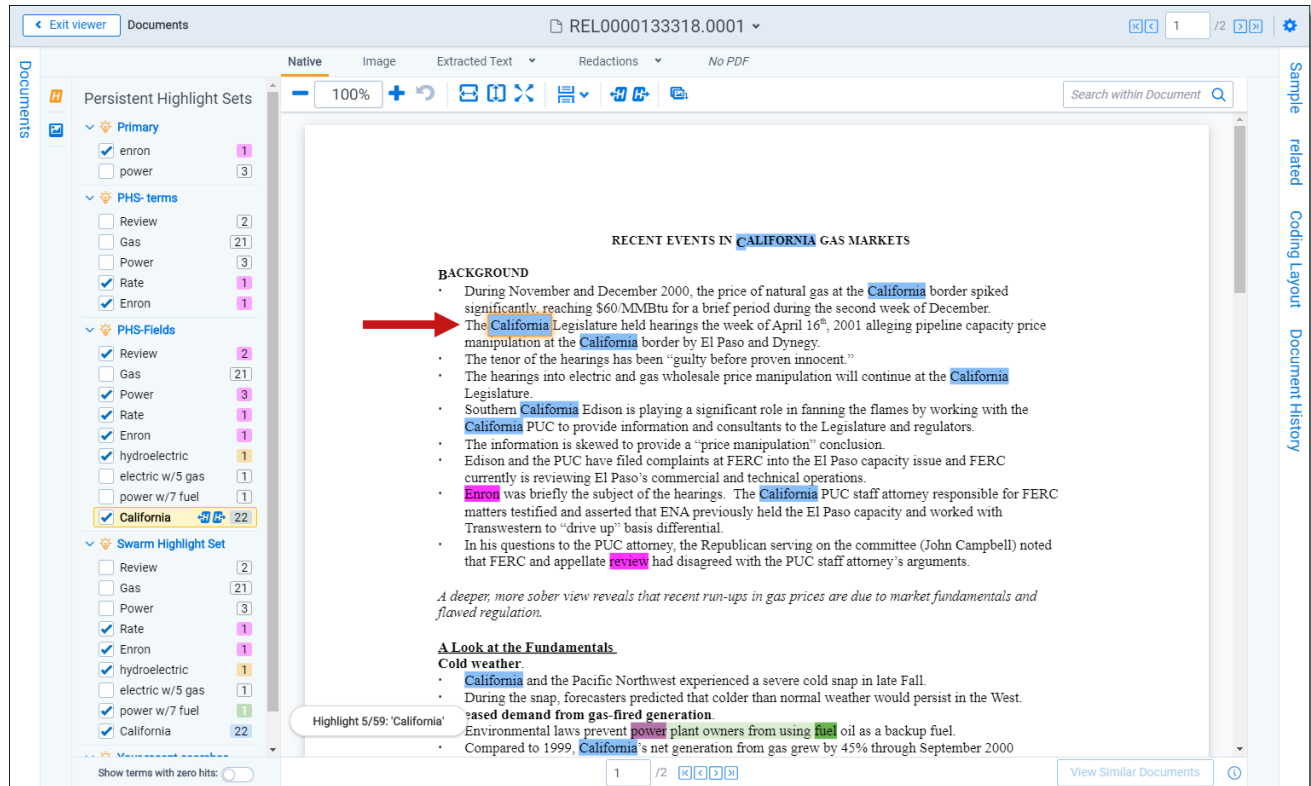 Exit viewer
Documents
REL0000133318.0001
1 /2
Documents
Native Image Extracted Text Redactions No PDF
100%
Search within Document
Persistent Highlight Sets
Primary
enron 1
power 3
PHS- terms
Review 2
Gas 21
Power 3
Rate 1
Enron 1
PHS-Fields
Review 2
Gas 21
Power 3
Rate 1
Enron 1
hydroelectric 1
electric w/5 gas 1
power w/7 fuel 1
California 22
Swarm Highlight Set
Review 2
Gas 21
Power 3
Rate 1
Enron 1
hydroelectric 1
electric w/5 gas 1
power w/7 fuel 1
California 22
Your recent searches
Show terms with zero hits:
RECENT EVENTS IN CALIFORNIA GAS MARKETS
BACKGROUND
· During November and December 2000, the price of natural gas at the California border spiked
significantly, reaching $60/MMBtu for a brief period during the second week of December.
· The California Legislature held hearings the week of April 16th, 2001 alleging pipeline capacity price
manipulation at the California border by El Paso and Dynegy.
· The tenor of the hearings has been “guilty before proven innocent.”
· The hearings into electric and gas wholesale price manipulation will continue at the California
Legislature.
· Southern California Edison is playing a significant role in fanning the flames by working with the
California PUC to provide information and consultants to the Legislature and regulators.
· The information is skewed to provide a “price manipulation” conclusion.
· Edison and the PUC have filed complaints at FERC into the El Paso capacity issue and FERC
currently is reviewing El Paso’s commercial and technical operations.
· Enron was briefly the subject of the hearings. The California PUC staff attorney responsible for FERC
matters testified and asserted that ENA previously held the El Paso capacity and worked with
Transwestern to “drive up” basis differential.
· In his questions to the PUC attorney, the Republican serving on the committee (John Campbell) noted
that FERC and appellate review had disagreed with the PUC staff attorney’s arguments.
A deeper, more sober view reveals that recent run-ups in gas prices are due to market fundamentals and
flawed regulation.
A Look at the Fundamentals
Cold weather.
· California and the Pacific Northwest experienced a severe cold snap in late Fall.
· During the snap, forecasters predicted that colder than normal weather would persist in the West.
eased demand from gas-fired generation.
Environmental laws prevent power plant owners from using fuel oil as a backup fuel.
· Compared to 1999, California’s net generation from gas grew by 45% through September 2000
Highlight 5/59: 'California'
1 /2
View Similar Documents
Sample
related
Coding Layout
Document History